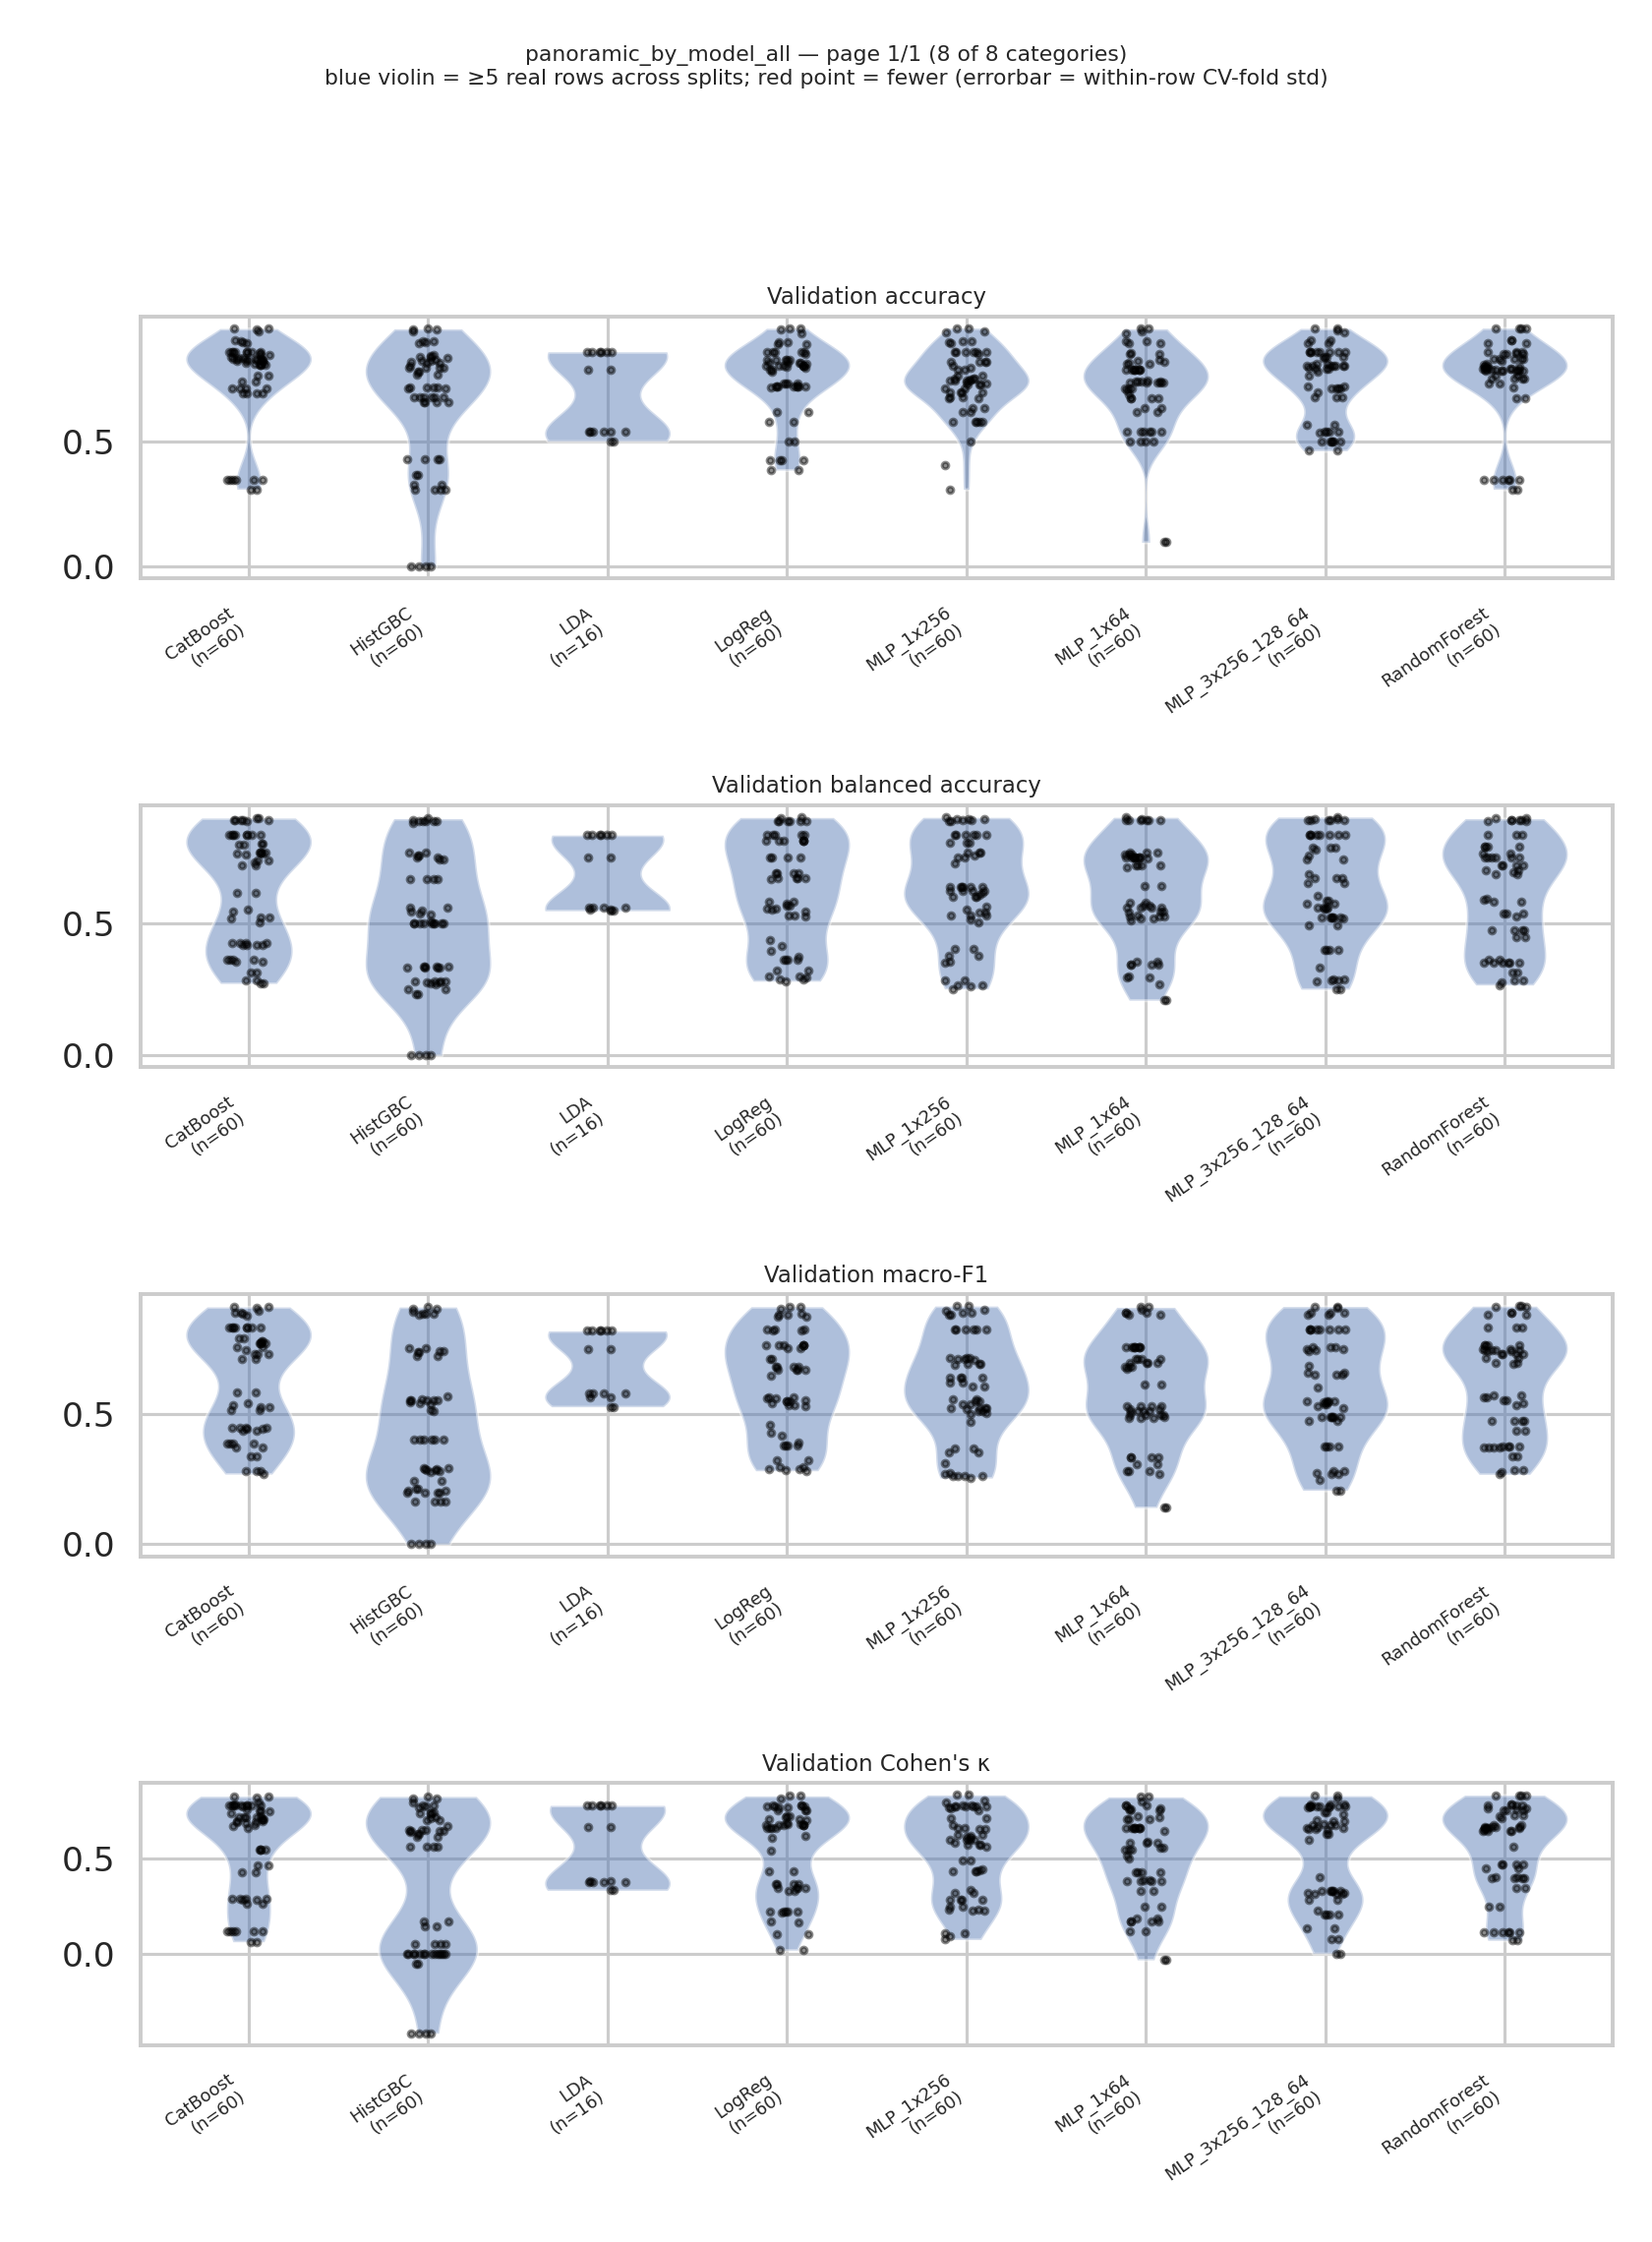 panoramic_by_model_all — page 1/1 (8 of 8 categories)
blue violin = ≥5 real rows across splits; red point = fewer (errorbar = within-row CV-fold std)
Validation accuracy
0.5
0.0
CatBoost
(n=60)
HistGBC
(n=60)
LDA
(n=16)
LogReg
(n=60)
MLP_1x256
(n=60)
MLP_1x64
(n=60)
MLP_3x256_128_64
(n=60)
RandomForest
(n=60)
Validation balanced accuracy
0.5
0.0
CatBoost
(n=60)
HistGBC
(n=60)
LDA
(n=16)
LogReg
(n=60)
MLP_1x256
(n=60)
MLP_1x64
(n=60)
MLP_3x256_128_64
(n=60)
RandomForest
(n=60)
Validation macro-F1
0.5
0.0
CatBoost
(n=60)
HistGBC
(n=60)
LDA
(n=16)
LogReg
(n=60)
MLP_1x256
(n=60)
MLP_1x64
(n=60)
MLP_3x256_128_64
(n=60)
RandomForest
(n=60)
Validation Cohen's κ
0.5
0.0
CatBoost
(n=60)
HistGBC
(n=60)
LDA
(n=16)
LogReg
(n=60)
MLP_1x256
(n=60)
MLP_1x64
(n=60)
MLP_3x256_128_64
(n=60)
RandomForest
(n=60)